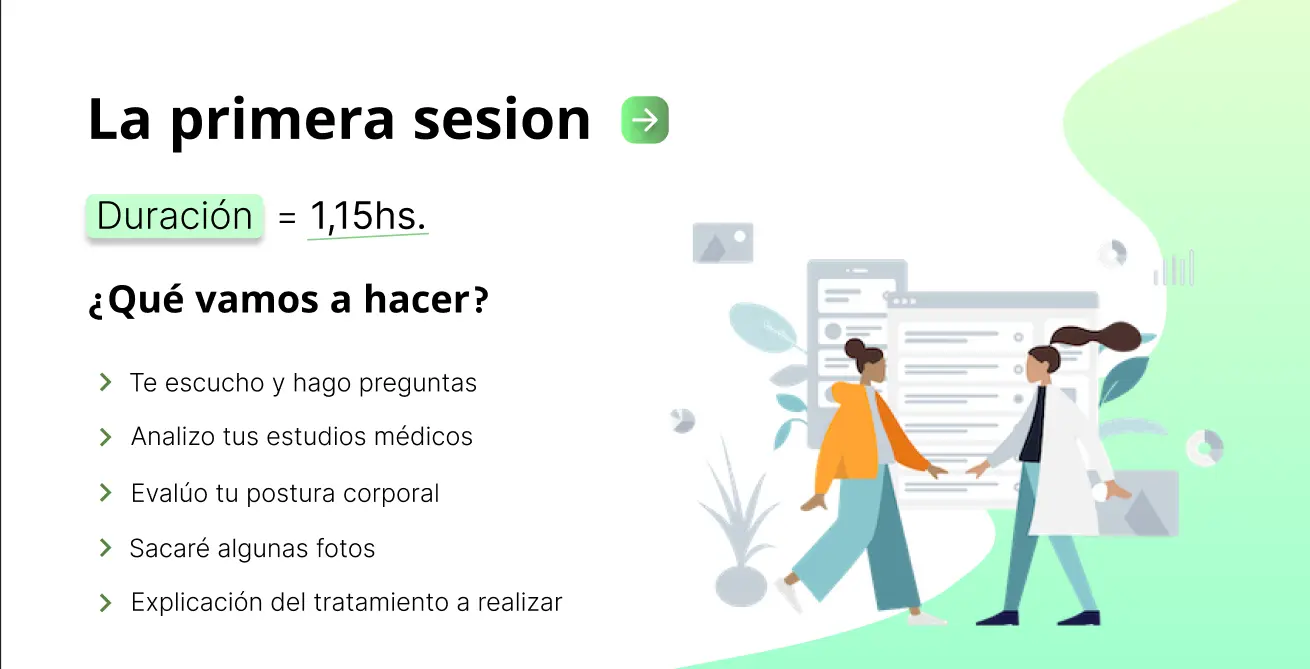 La primera sesion
Duración = 1,15hs.
¿Qué vamos a hacer?
Te escucho y hago preguntas
Analizo tus estudios médicos
Evalúo tu postura corporal
Sacaré algunas fotos
Explicación del tratamiento a realizar